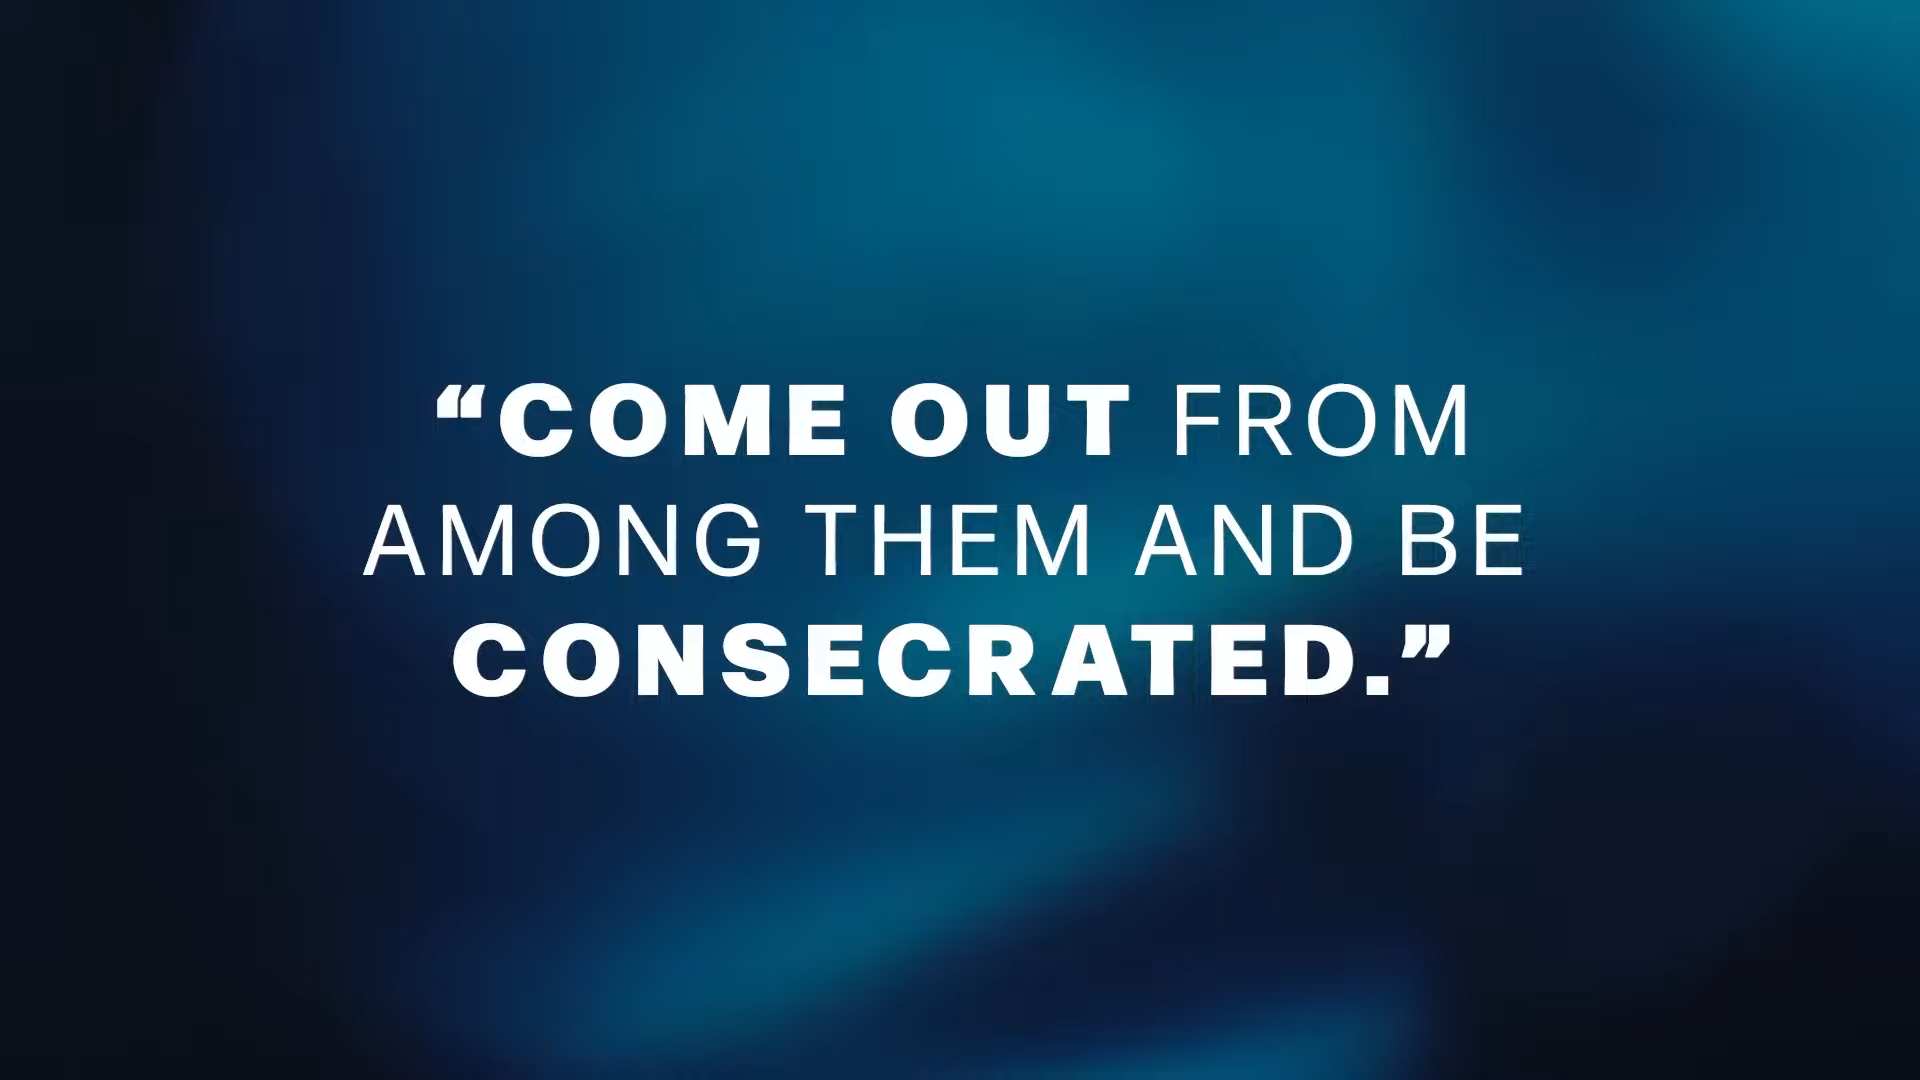 “COME OUT FROM
AMONG THEM AND BE
CONSECRATED.”